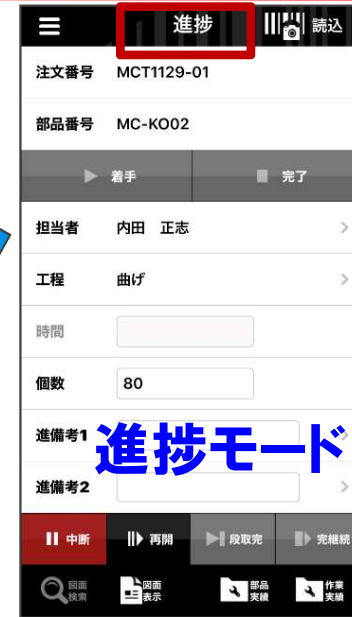 進捗 読込
注文番号 MCT1129-01
部品番号 MC-KO02
着手 完了
担当者 内田 正志
工程 曲げ
時間
個数 80
進備考1
進捗モード
進備考2
中断 再開 段取完 完継続
図面検索 図面表示 部品実績 作業実績